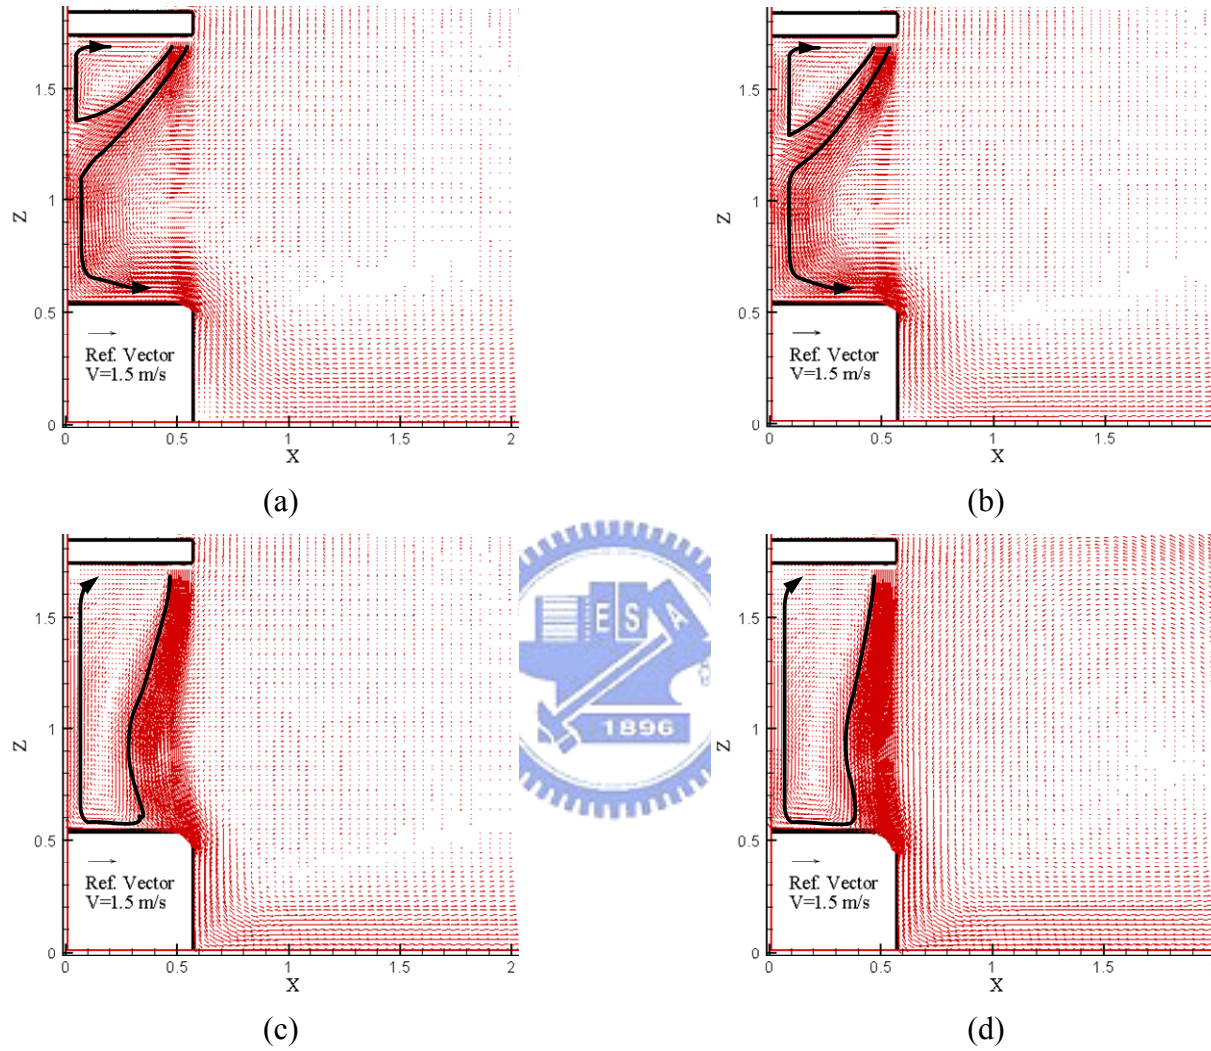 1.5
1
0.5
0
Z
Ref. Vector
V=1.5 m/s
0 0.5 1 1.5 2
X
(a)
1.5
1
0.5
0
Z
Ref. Vector
V=1.5 m/s
0 0.5 1 1.5
X
(b)
E S A
1896
1.5
1
0.5
0
Z
Ref. Vector
V=1.5 m/s
0 0.5 1 1.5 2
X
(c)
1.5
1
0.5
0
Z
Ref. Vector
V=1.5 m/s
0 0.5 1 1.5
X
(d)